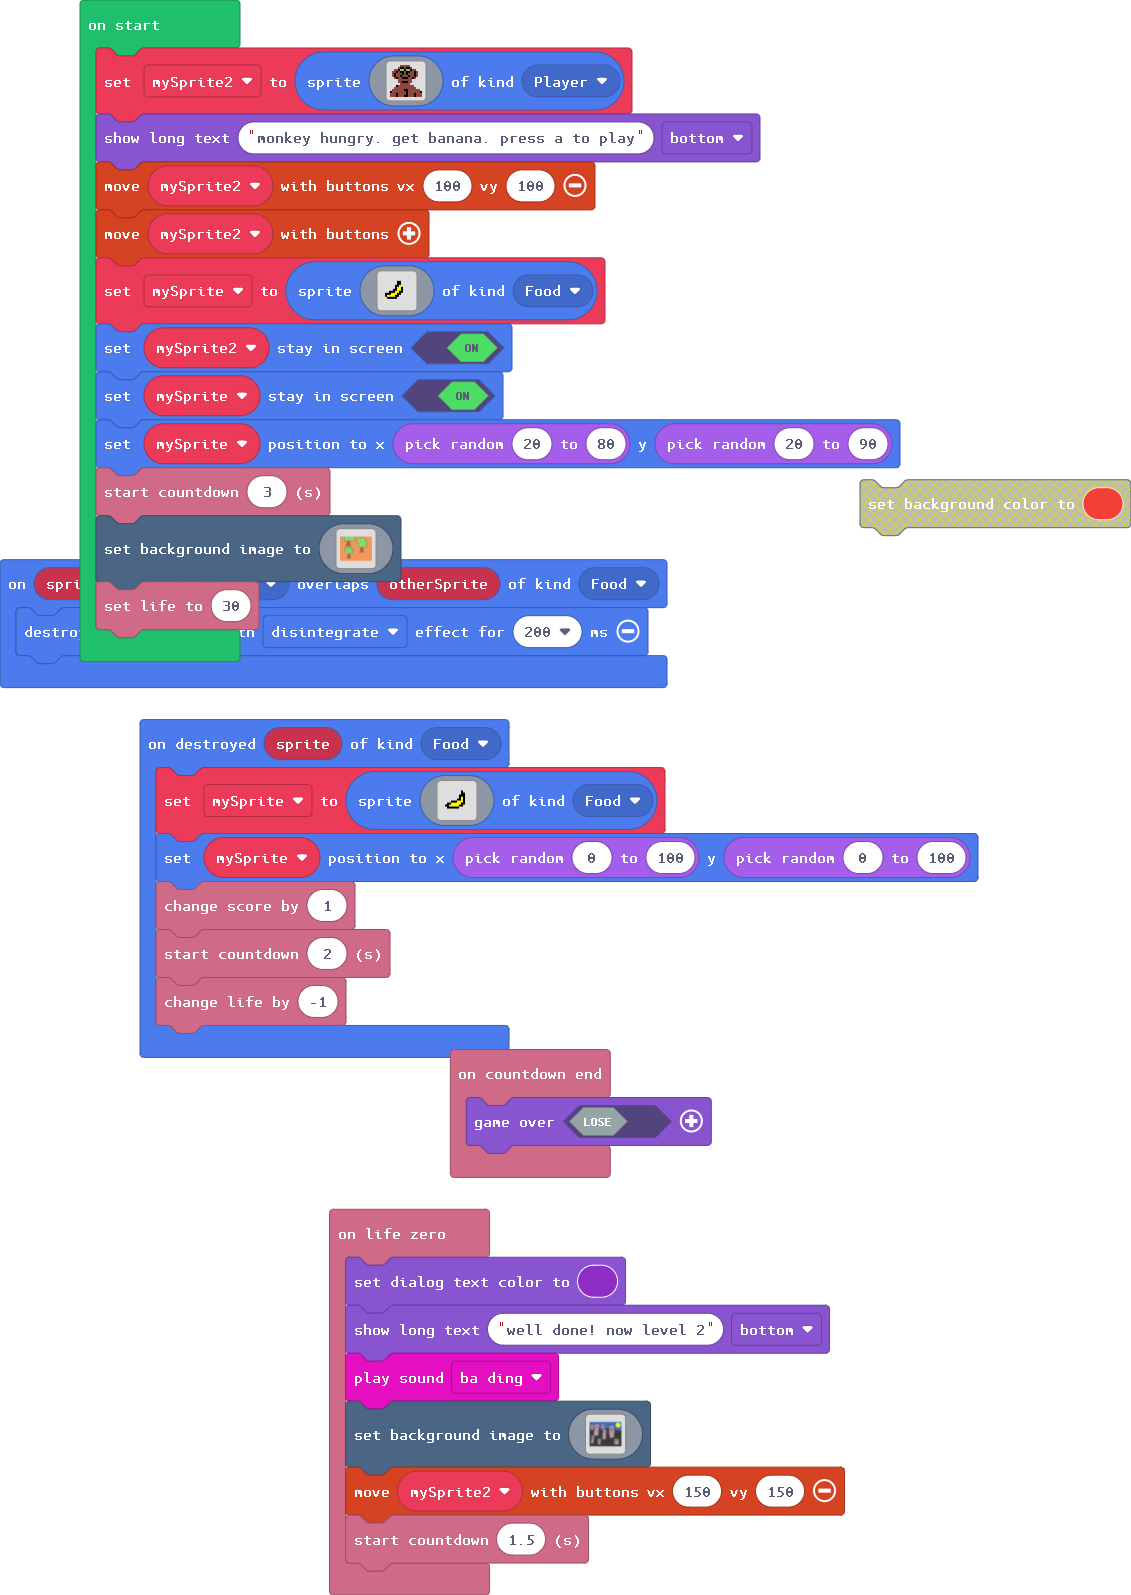 on start
set mySprite2 to sprite of kind Player
show long text "monkey hungry. get banana. press a to play" bottom
move mySprite2 with buttons vx 100 vy 100
move mySprite2 with buttons
set mySprite to sprite of kind Food
set mySprite2 stay in screen ON
set mySprite stay in screen ON
set mySprite position to x pick random 20 to 80 y pick random 20 to 90
start countdown 3 (s)
set background color to
set background image to
on overlaps otherSprite of kind Food
set life to 30
disintegrate effect for 200 ms
on destroyed sprite of kind Food
set mySprite to sprite of kind Food
set mySprite position to x pick random 0 to 100 y pick random 0 to 100
change score by 1
start countdown 2 (s)
change life by -1
on countdown end
game over LOSE
on life zero
set dialog text color to
show long text "well done! now level 2" bottom
play sound ba ding
set background image to
move mySprite2 with buttons vx 150 vy 150
start countdown 1.5 (s)